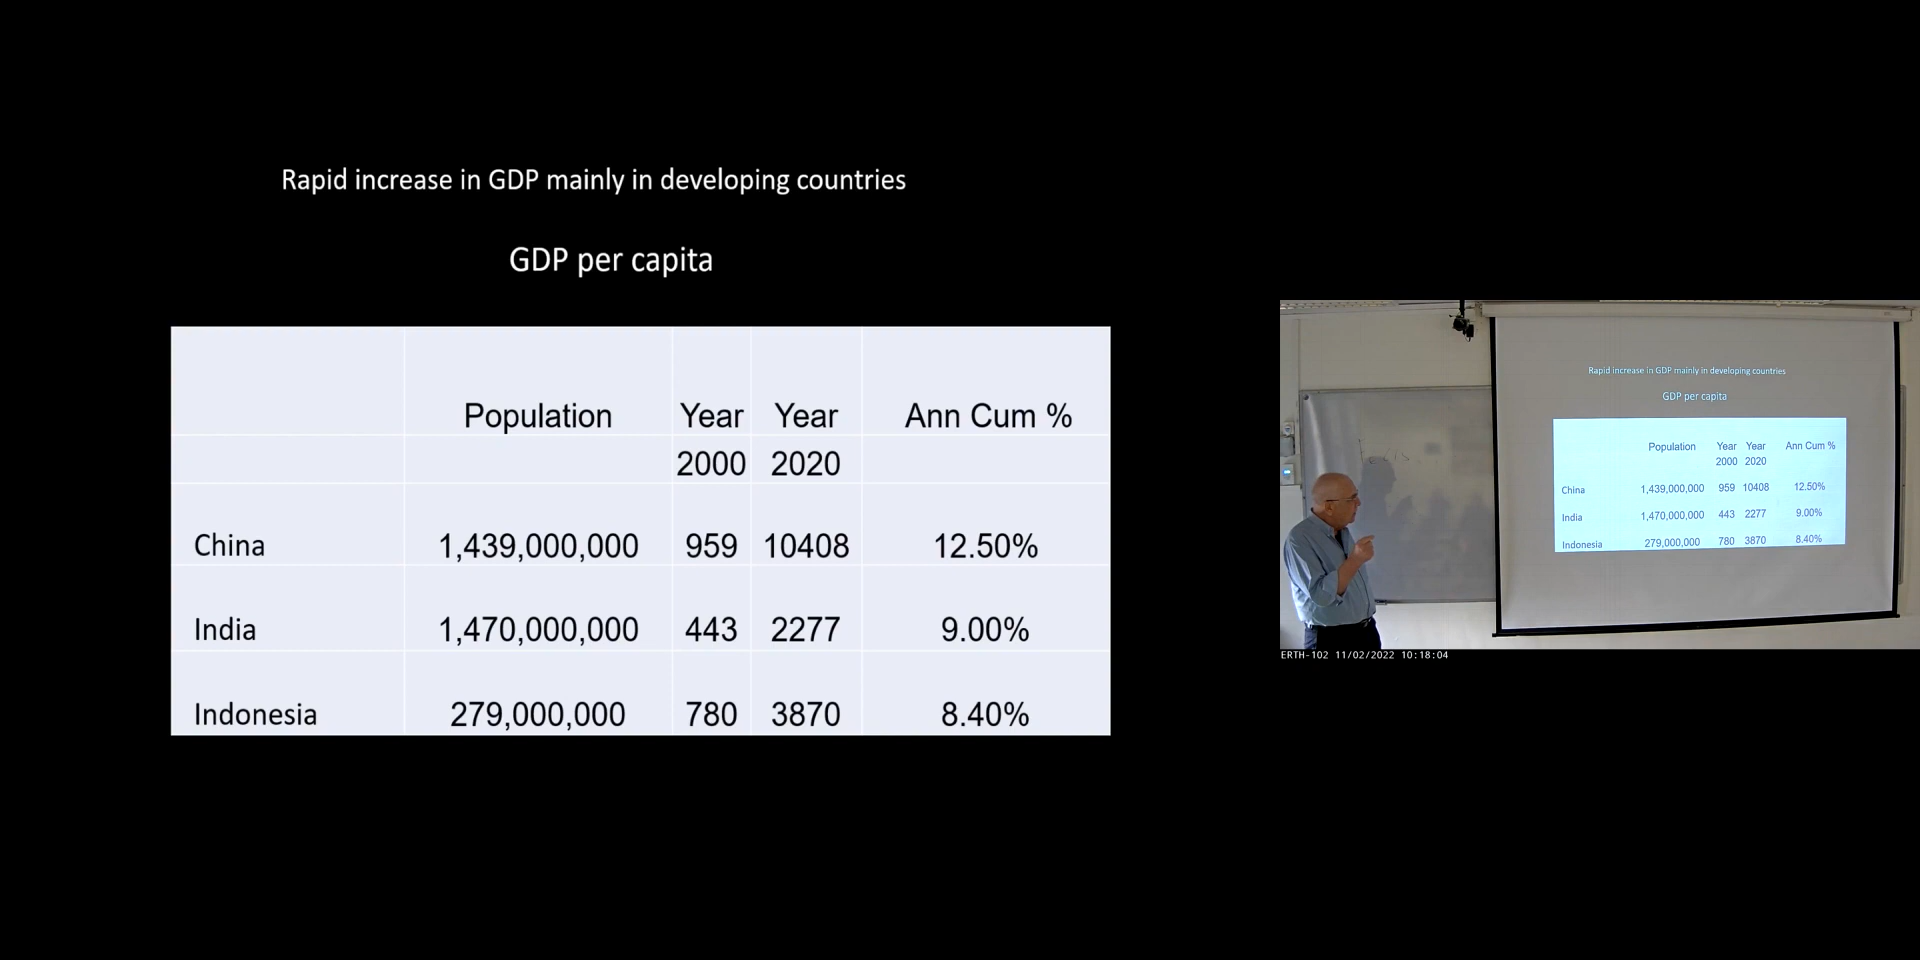 Rapid increase in GDP mainly in developing countries
GDP per capita
Population Year Year Ann Cum %
2000 2020
China 1,439,000,000 959 10408 12.50%
India 1,470,000,000 443 2277 9.00%
Indonesia 279,000,000 780 3870 8.40%
Rapid increase in GDP mainly in developing countries
GDP per capita
Population Year Year Ann Cum %
2000 2020
China 1,439,000,000 959 10408 12.50%
India 1,470,000,000 443 2277 9.00%
Indonesia 279,000,000 780 3870 8.40%
ERTH-102 11/02/2022 10:18:04